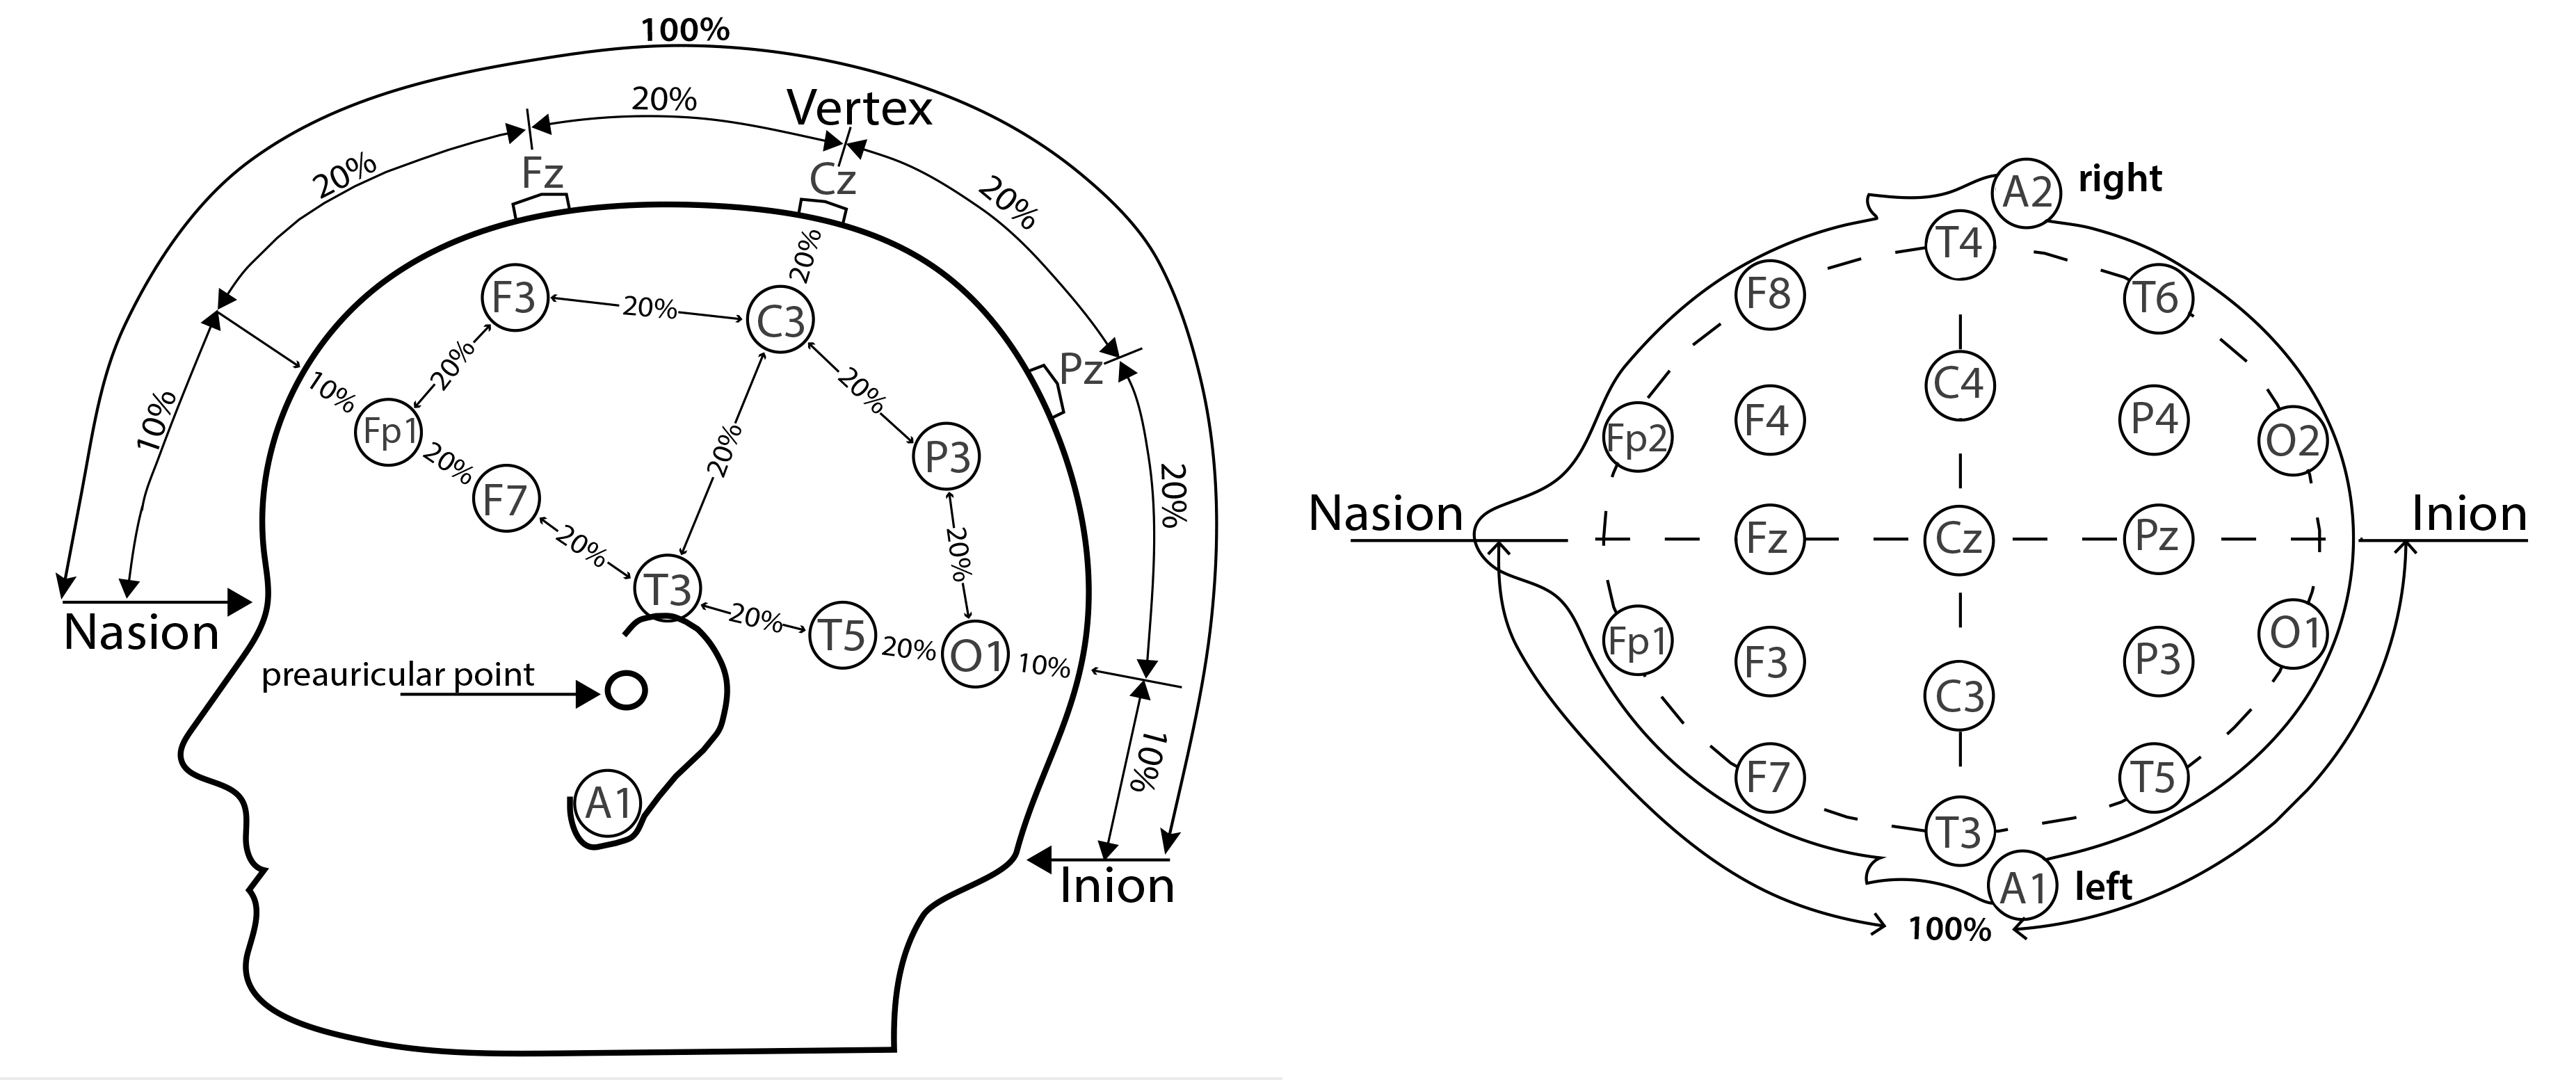 100%
20%
Vertex
20%
Fz
Cz
20%
20%
F3
20%
C3
20%
10%
Fp1
20%
Pz
20%
P3
20%
10%
F7
20%
20%
20%
T3
20%
T5
20%
O1
10%
Nasion
preauricular point
10%
A1
Inion
A2 right
T4
F8
T6
C4
F4
P4
Fp2
O2
Nasion
Inion
Fz
Cz
Pz
Fp1
O1
F3
P3
C3
F7
T5
T3
A1 left
100%